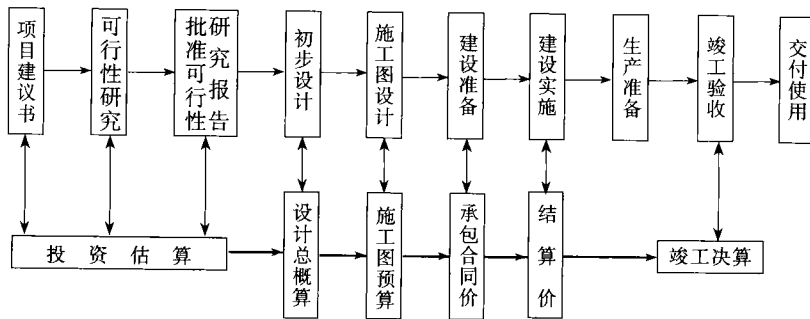 项目建议书
可行性研究
批准可行性
研究报告
初步设计
施工图设计
建设准备
建设实施
生产准备
竣工验收
交付使用
投资估算
设计总概算
施工图预算
承包合同价
结算价
竣工决算